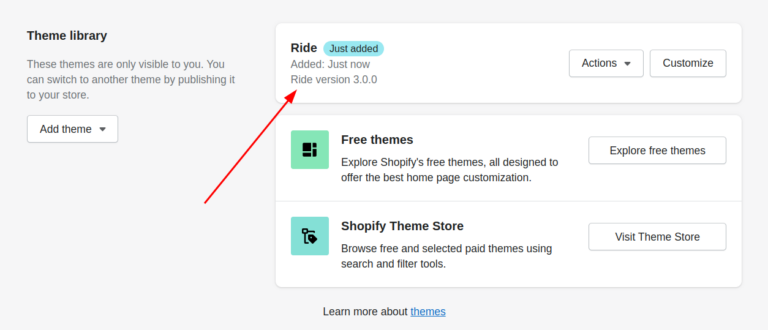 Theme library
These themes are only visible to you. You
can switch to another theme by publishing it
to your store.
Add theme
Ride Just added
Added: Just now
Ride version 3.0.0
Actions
Customize
Free themes
Explore Shopify's free themes, all designed to
offer the best home page customization.
Explore free themes
Shopify Theme Store
Browse free and selected paid themes using
search and filter tools.
Visit Theme Store
Learn more about themes